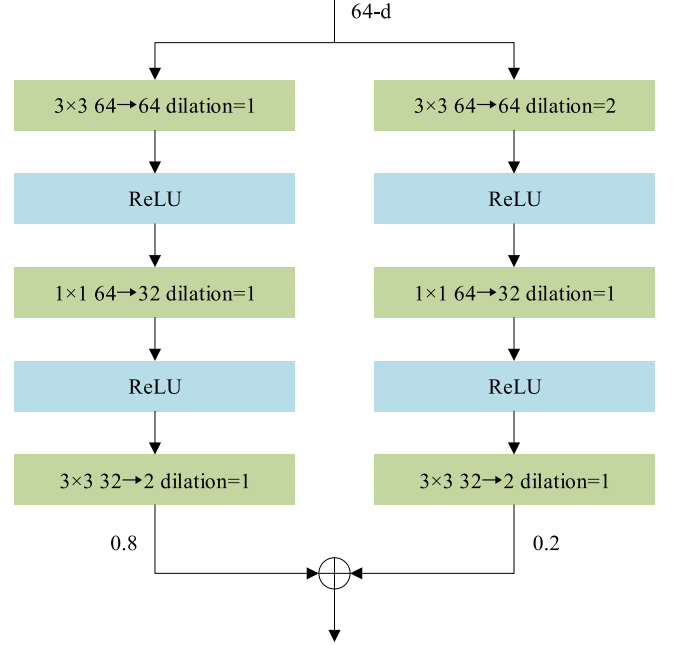 64-d
3×3 64→64 dilation=1
3×3 64→64 dilation=2
ReLU
ReLU
1×1 64→32 dilation=1
1×1 64→32 dilation=1
ReLU
ReLU
3×3 32→2 dilation=1
3×3 32→2 dilation=1
0.8
0.2